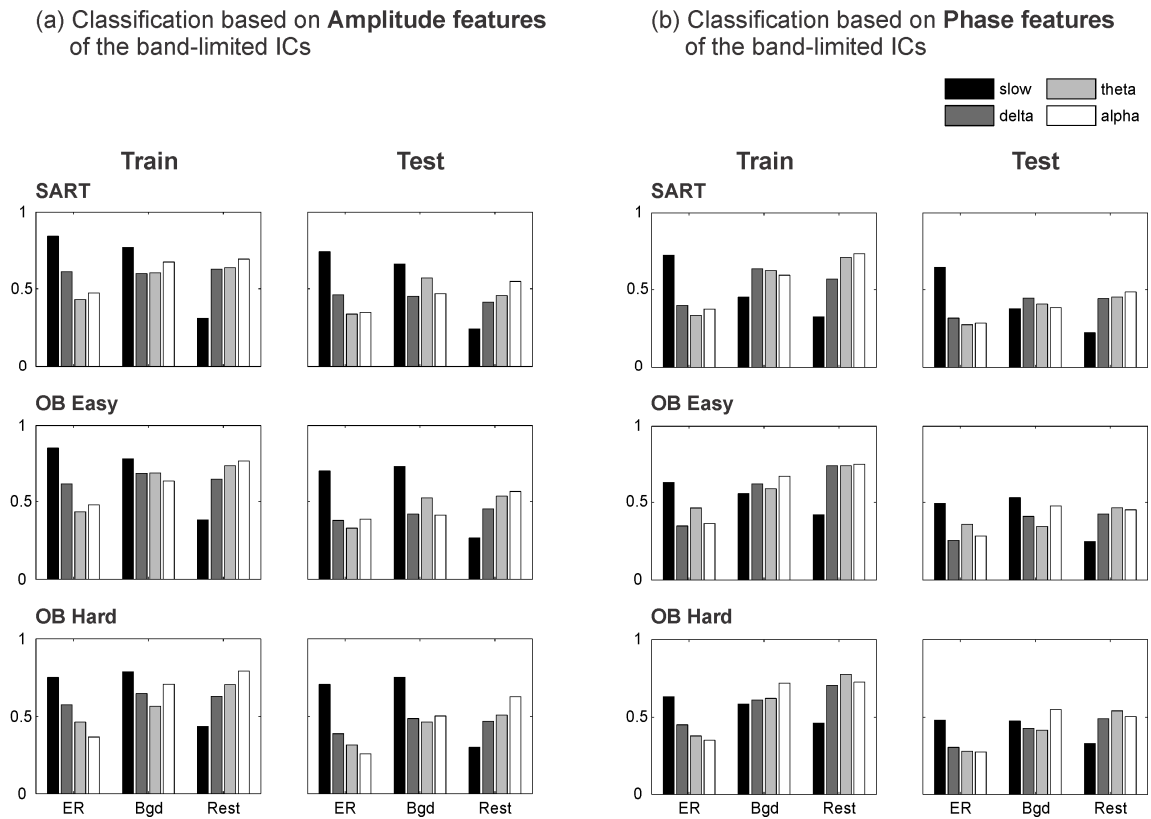 (a) Classification based on Amplitude features
of the band-limited ICs
(b) Classification based on Phase features
of the band-limited ICs
slow
theta
delta
alpha
Train
Test
Train
Test
SART
SART
1
0.5
0
1
0.5
0
OB Easy
OB Easy
1
0.5
0
1
0.5
0
OB Hard
OB Hard
1
0.5
0
1
0.5
0
ER Bgd Rest
ER Bgd Rest
ER Bgd Rest
ER Bgd Rest